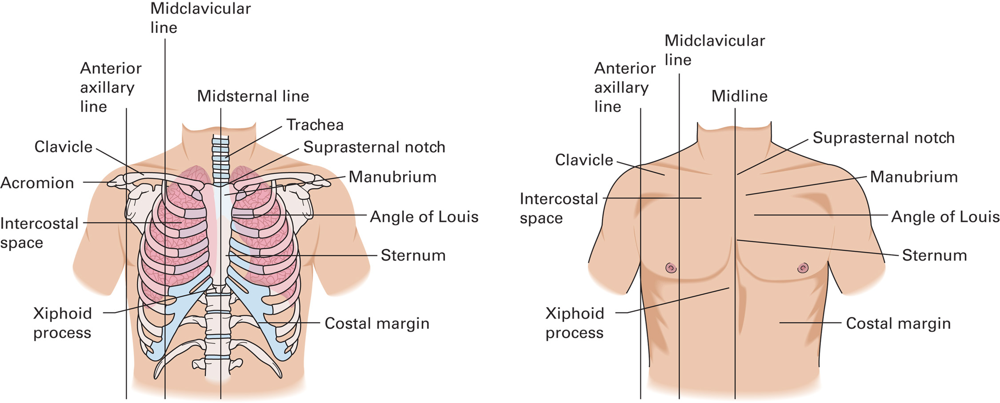 Midclavicular
line
Anterior
axillary
line
Midsternal line
Trachea
Clavicle
Suprasternal notch
Acromion
Manubrium
Intercostal
space
Angle of Louis
Sternum
Xiphoid
process
Costal margin
Midclavicular
line
Anterior
axillary
line
Midline
Suprasternal notch
Clavicle
Manubrium
Intercostal
space
Angle of Louis
Sternum
Xiphoid
process
Costal margin